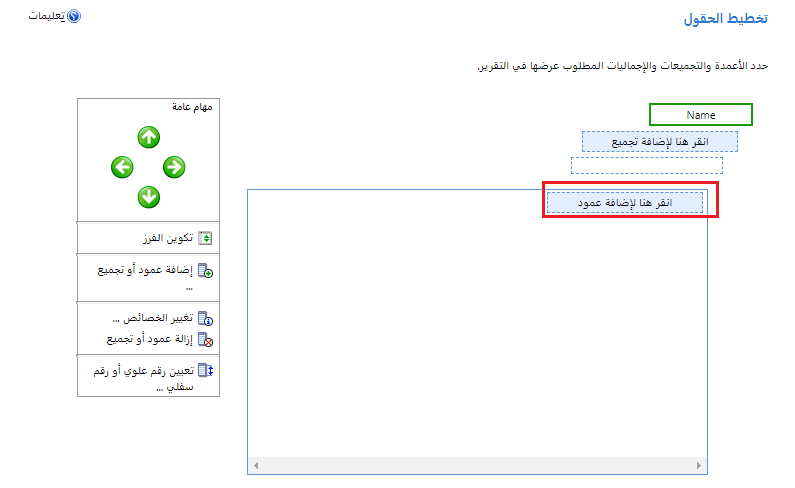 تخطيط الحقول
تعليمات
حدد الأعمدة والتجميعات والإجماليات المطلوب عرضها في التقرير.
Name
انقر هنا لإضافة تجميع
انقر هنا لإضافة عمود
مهام عامة
تكوين الفرز
إضافة عمود أو تجميع
...
تغيير الخصائص ...
إزالة عمود أو تجميع
تعيين رقم علوي أو رقم
سفلي ...